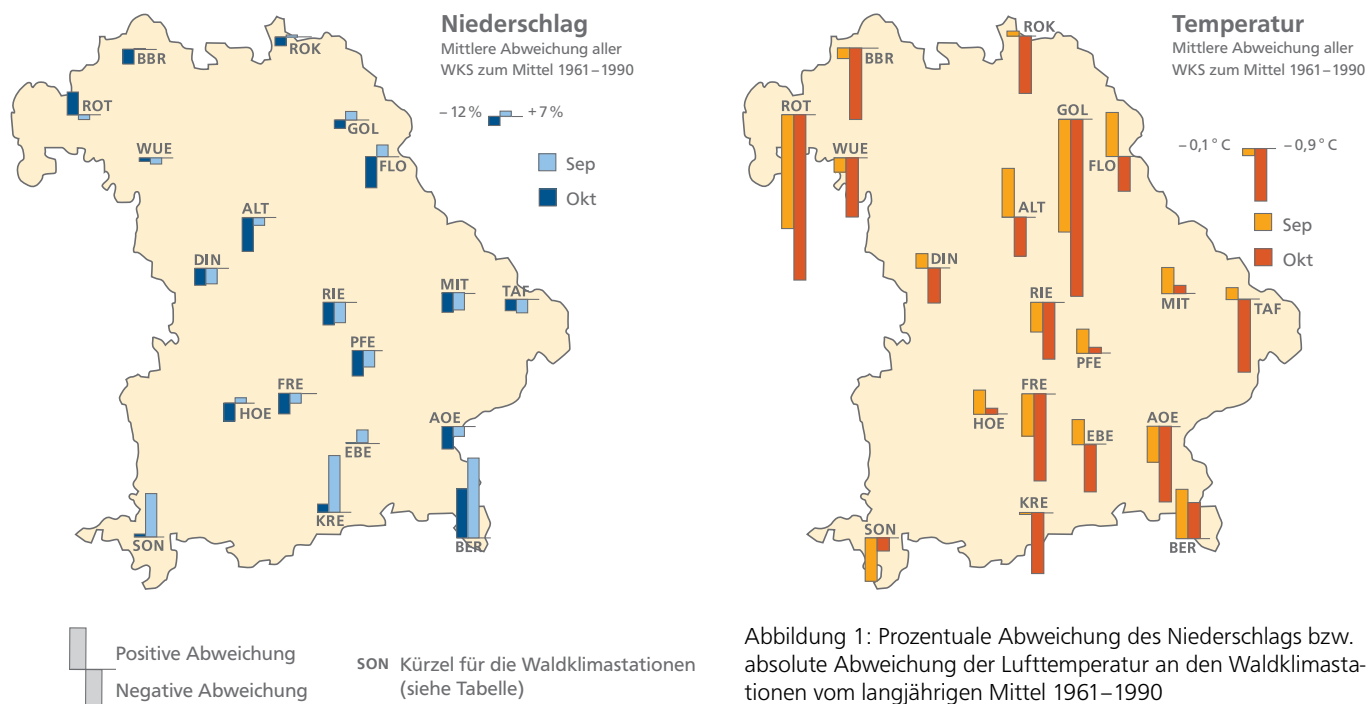 Niederschlag
Mittlere Abweichung aller
WKS zum Mittel 1961–1990
– 12 % + 7 %
Sep
Okt
BBR
ROK
ROT
GOL
WUE
FLO
ALT
DIN
RIE
MIT
TAF
PFE
FRE
HOE
AOE
EBE
KRE
SON
BER
Temperatur
Mittlere Abweichung aller
WKS zum Mittel 1961–1990
– 0,1 ° C – 0,9 ° C
Sep
Okt
ROK
BBR
ROT
GOL
WUE
FLO
ALT
DIN
MIT
RIE
TAF
PFE
FRE
HOE
AOE
EBE
KRE
SON
BER
Positive Abweichung
Negative Abweichung
SON Kürzel für die Waldklimastationen
(siehe Tabelle)
Abbildung 1: Prozentuale Abweichung des Niederschlags bzw.
absolute Abweichung der Lufttemperatur an den Waldklimasta-
tionen vom langjährigen Mittel 1961–1990